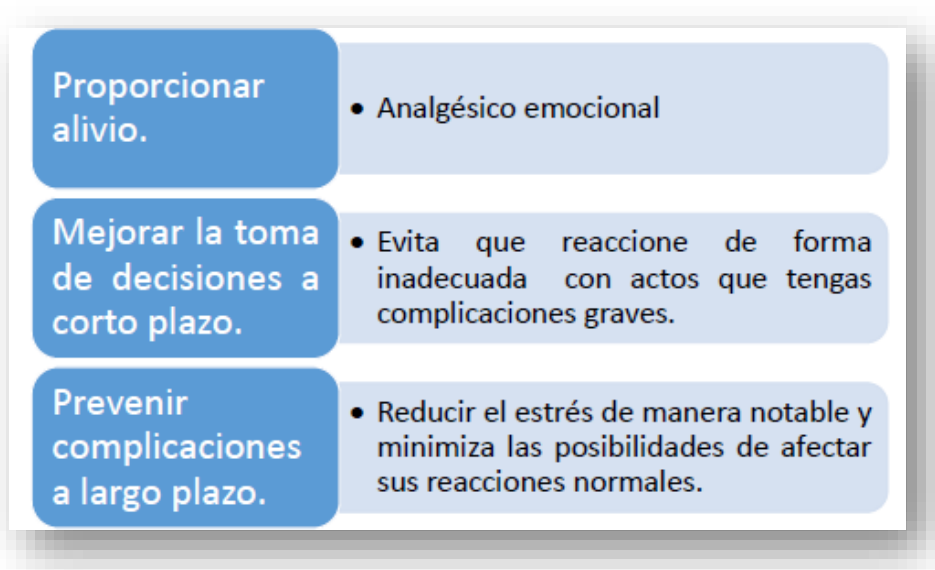 Proporcionar
alivio.
• Analgésico emocional
Mejorar la toma
de decisiones a
corto plazo.
• Evita que reaccione de forma
inadecuada con actos que tengas
complicaciones graves.
Prevenir
complicaciones
a largo plazo.
• Reducir el estrés de manera notable y
minimiza las posibilidades de afectar
sus reacciones normales.